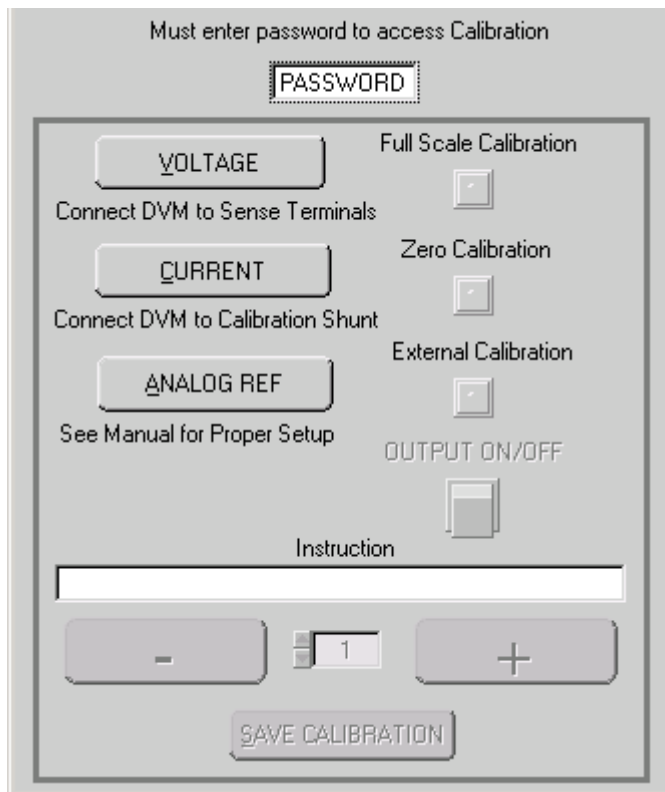 Must enter password to access Calibration
PASSWORD
VOLTAGE
Full Scale Calibration
Connect DVM to Sense Terminals
CURRENT
Zero Calibration
Connect DVM to Calibration Shunt
External Calibration
ANALOG REF
See Manual for Proper Setup
OUTPUT ON/OFF
Instruction
-
1
+
SAVE CALIBRATION